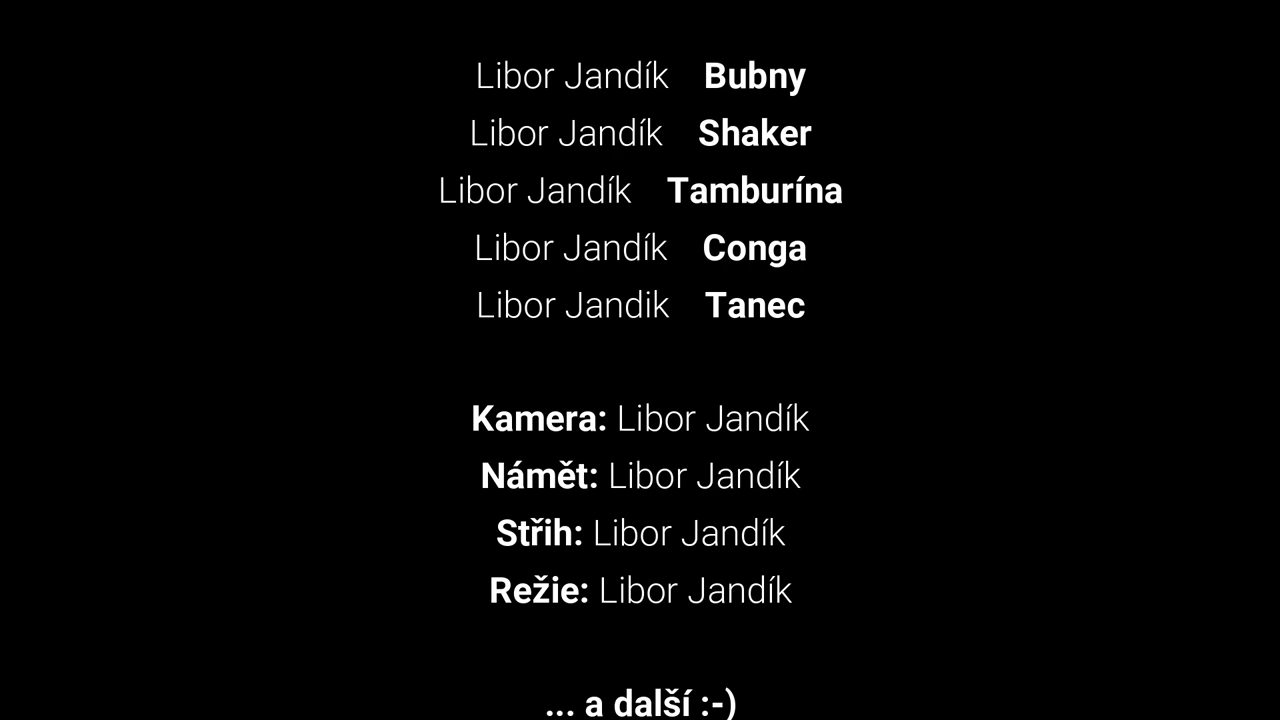 Libor Jandík Bubny
Libor Jandík Shaker
Libor Jandík Tamburína
Libor Jandík Conga
Libor Jandik Tanec
Kamera: Libor Jandík
Námět: Libor Jandík
Střih: Libor Jandík
Režie: Libor Jandík
... a další :-)